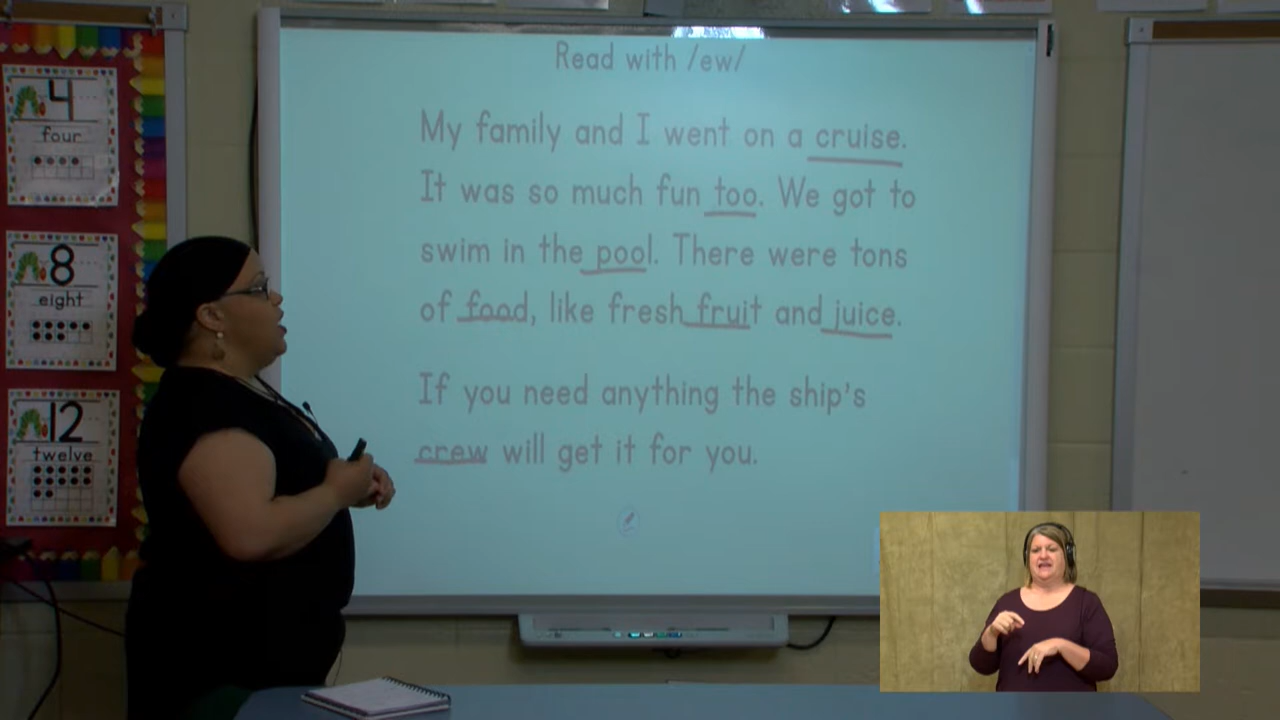 Read with /ew/
My family and I went on a cruise.
It was so much fun too. We got to
swim in the pool. There were tons
of food, like fresh fruit and juice.
If you need anything the ship's
crew will get it for you.
4
four
8
eight
12
twelve